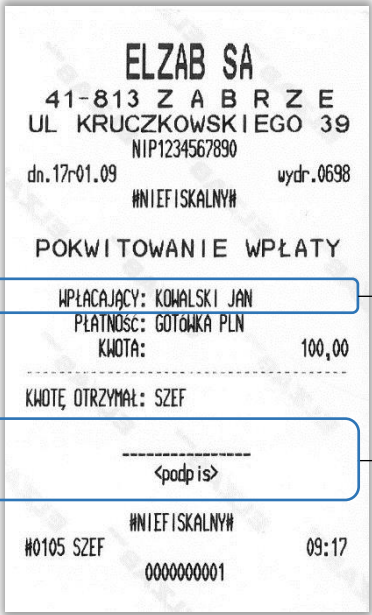 ELZAB SA
41-813 Z A B R Z E
UL KRUCZKOWSKIEGO 39
NIP1234567890
dn.17r01.09 wydr.0698
#NIEFISKALNY#
POKWITOWANIE WPŁATY
WPŁACAJĄCY: KOWALSKI JAN
PŁATNOŚĆ: GOTÓWKA PLN
KWOTA: 100,00
KWOTĘ OTRZYMAŁ: SZEF
<podpis>
#NIEFISKALNY#
#0105 SZEF 09:17
0000000001